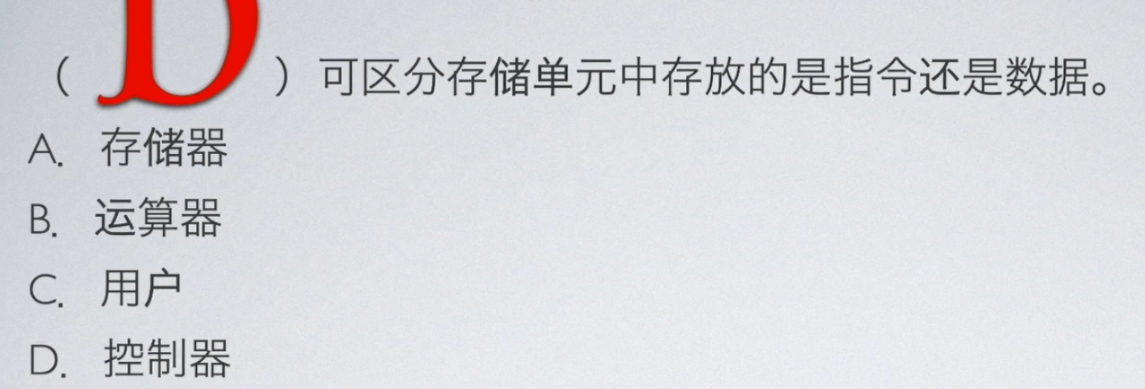 （ D ）可区分存储单元中存放的是指令还是数据。
A. 存储器
B. 运算器
C. 用户
D. 控制器